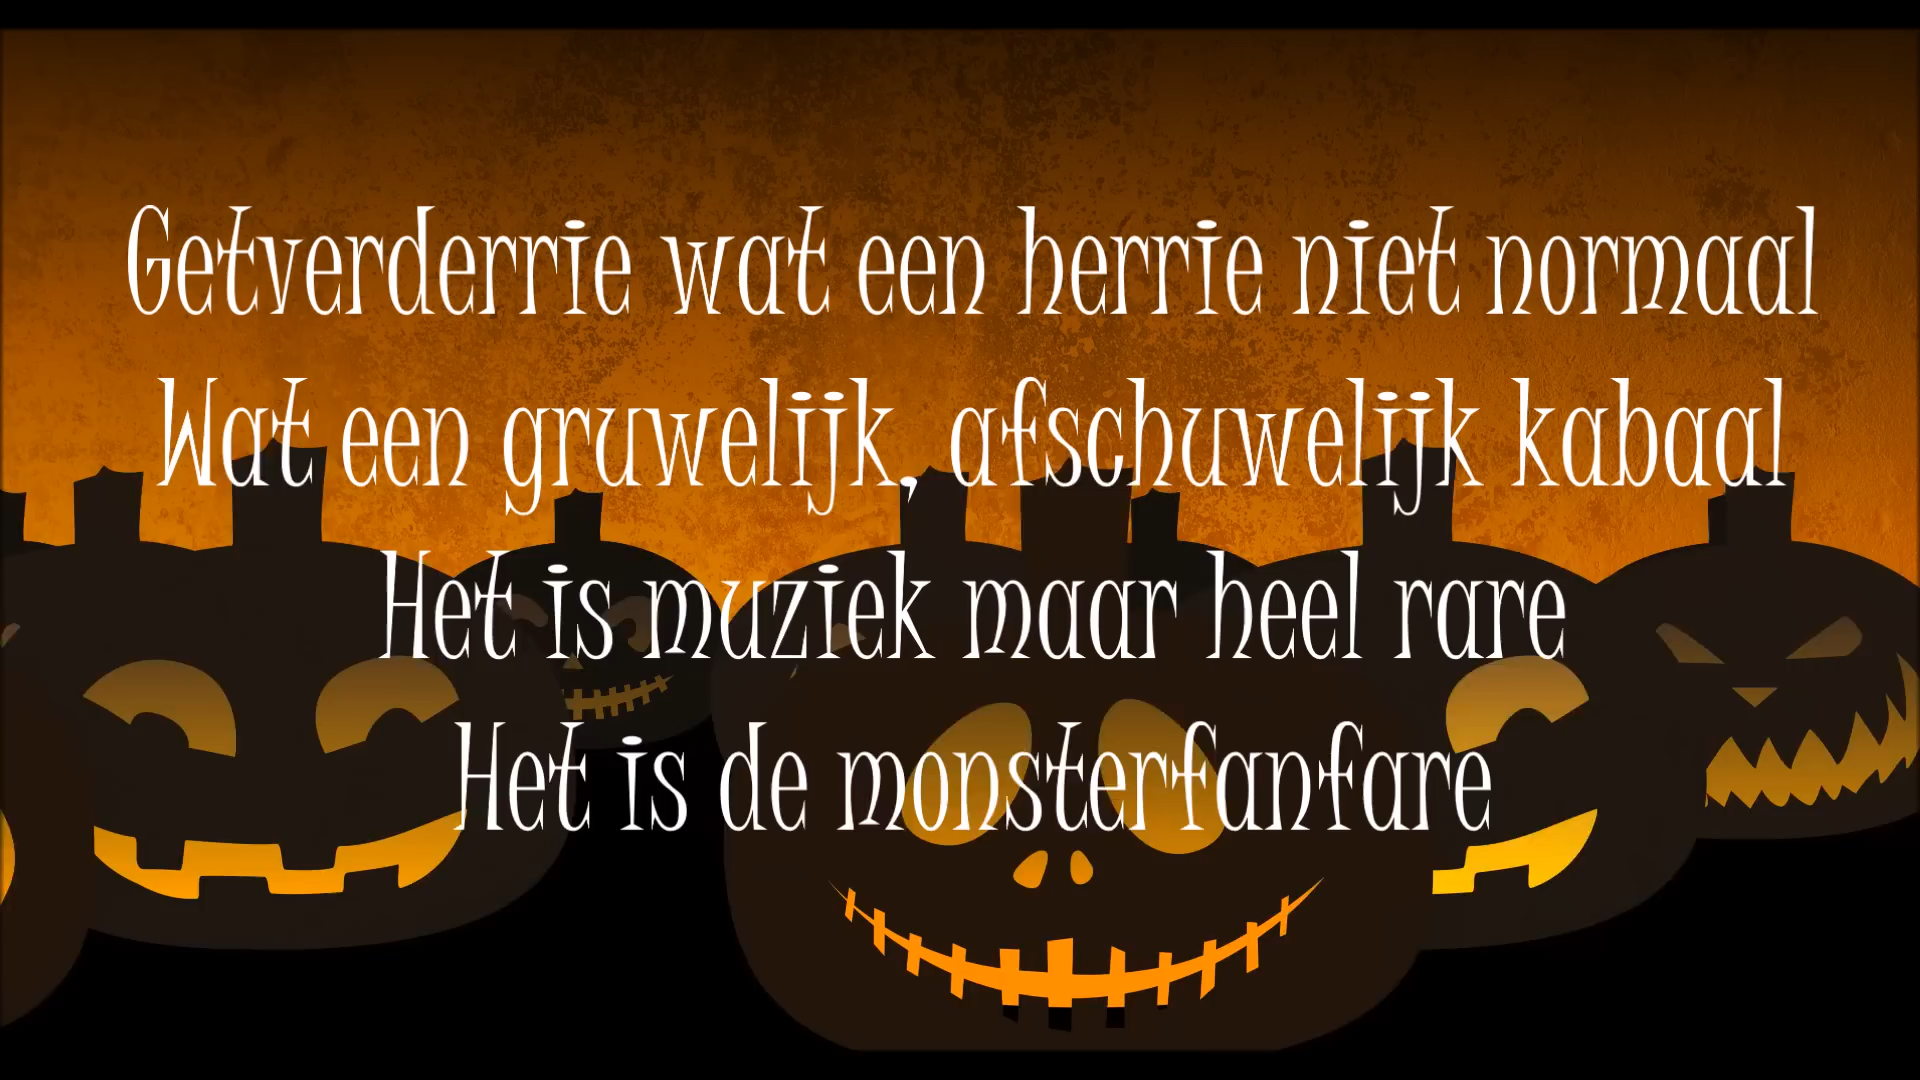 Getverderrie wat een herrie niet normaal
Wat een gruwelijk, afschuwelijk kabaal
Het is muziek maar heel rare
Het is de monsterfanfare